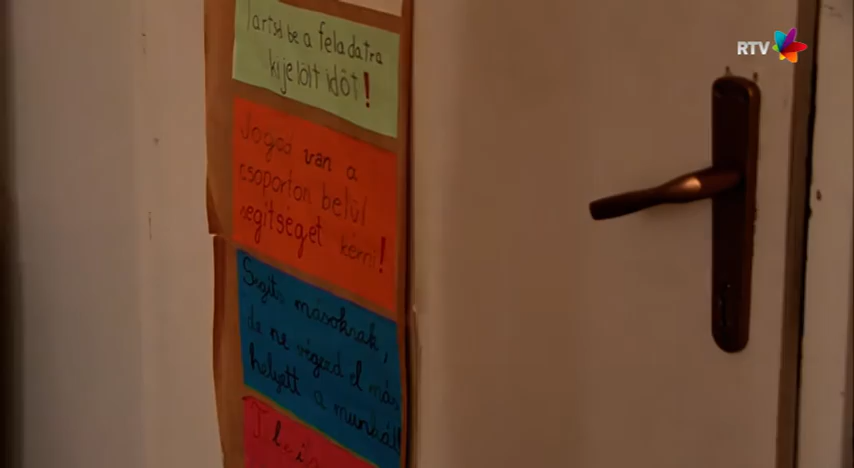 RTV
Tartsd be a feladatra
kijelölt időt!
Jogod van a
csoporton belül
segítséget kérni!
Segíts másoknak,
de ne végezd el más
helyett a munkát!